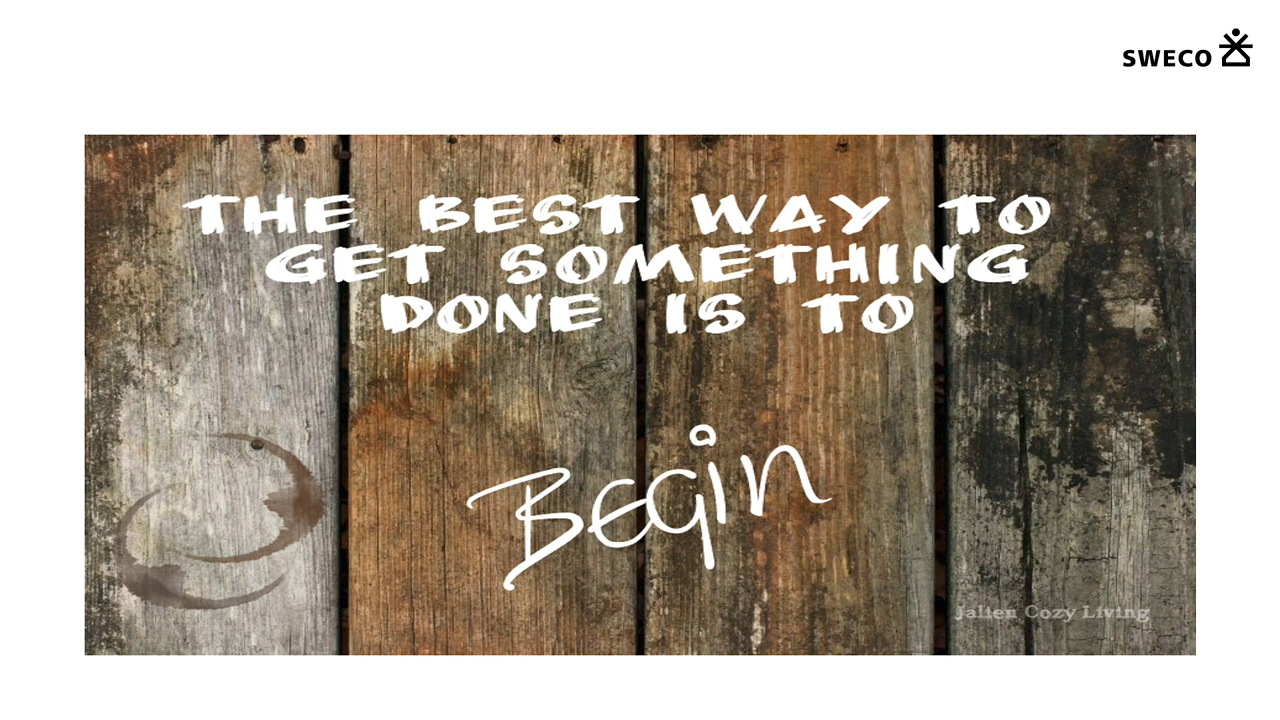 SWECO
THE BEST WAY TO
GET SOMETHING
DONE IS TO
Begin
Jalien Cozy Living